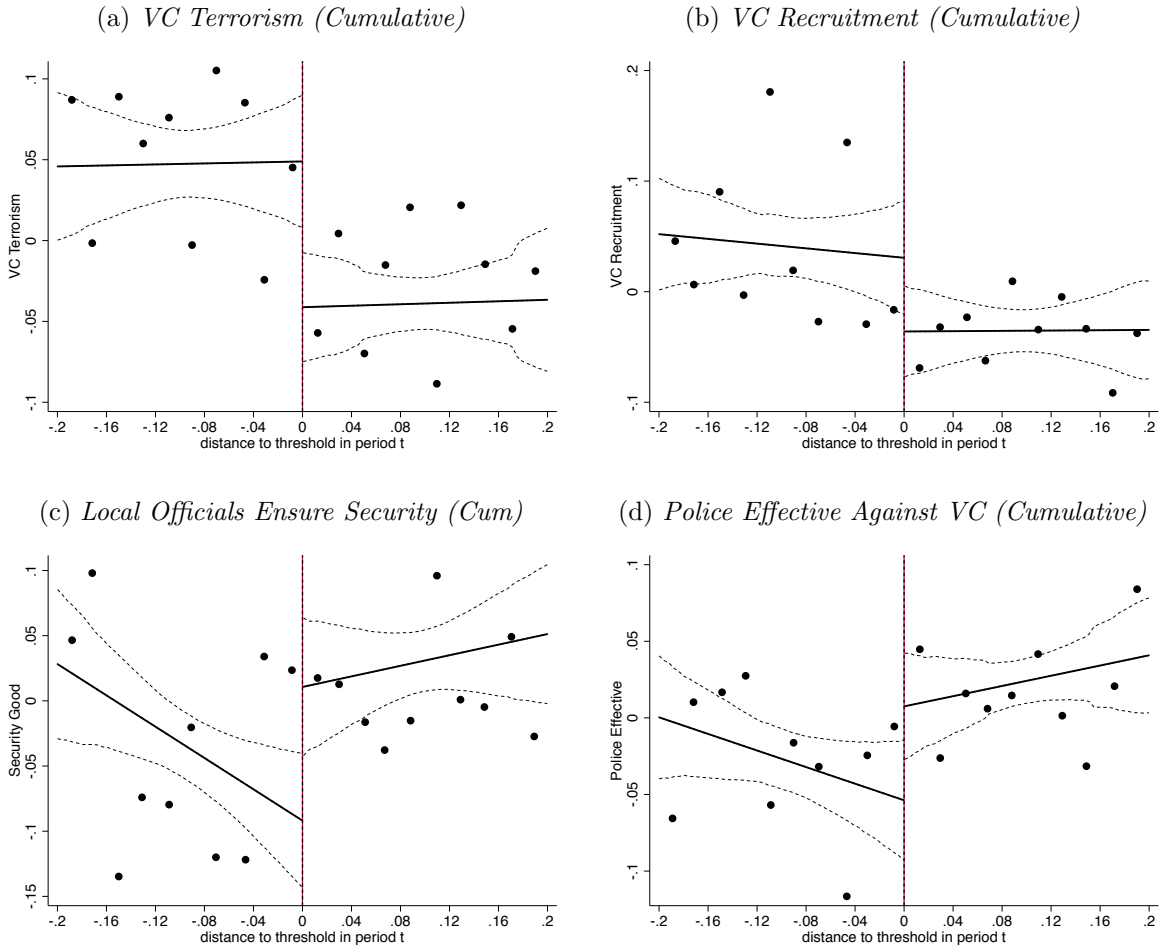 (a) VC Terrorism (Cumulative)
VC Terrorism
.1
.05
0
-.05
-.1
-.2 -.16 -.12 -.08 -.04 0 .04 .08 .12 .16 .2
distance to threshold in period t
(b) VC Recruitment (Cumulative)
VC Recruitment
.2
.1
0
-.1
-.2 -.16 -.12 -.08 -.04 0 .04 .08 .12 .16 .2
distance to threshold in period t
(c) Local Officials Ensure Security (Cum)
Security Good
.1
.05
0
-.05
-.1
-.15
-.2 -.16 -.12 -.08 -.04 0 .04 .08 .12 .16 .2
distance to threshold in period t
(d) Police Effective Against VC (Cumulative)
Police Effective
.1
.05
0
-.05
-.1
-.2 -.16 -.12 -.08 -.04 0 .04 .08 .12 .16 .2
distance to threshold in period t